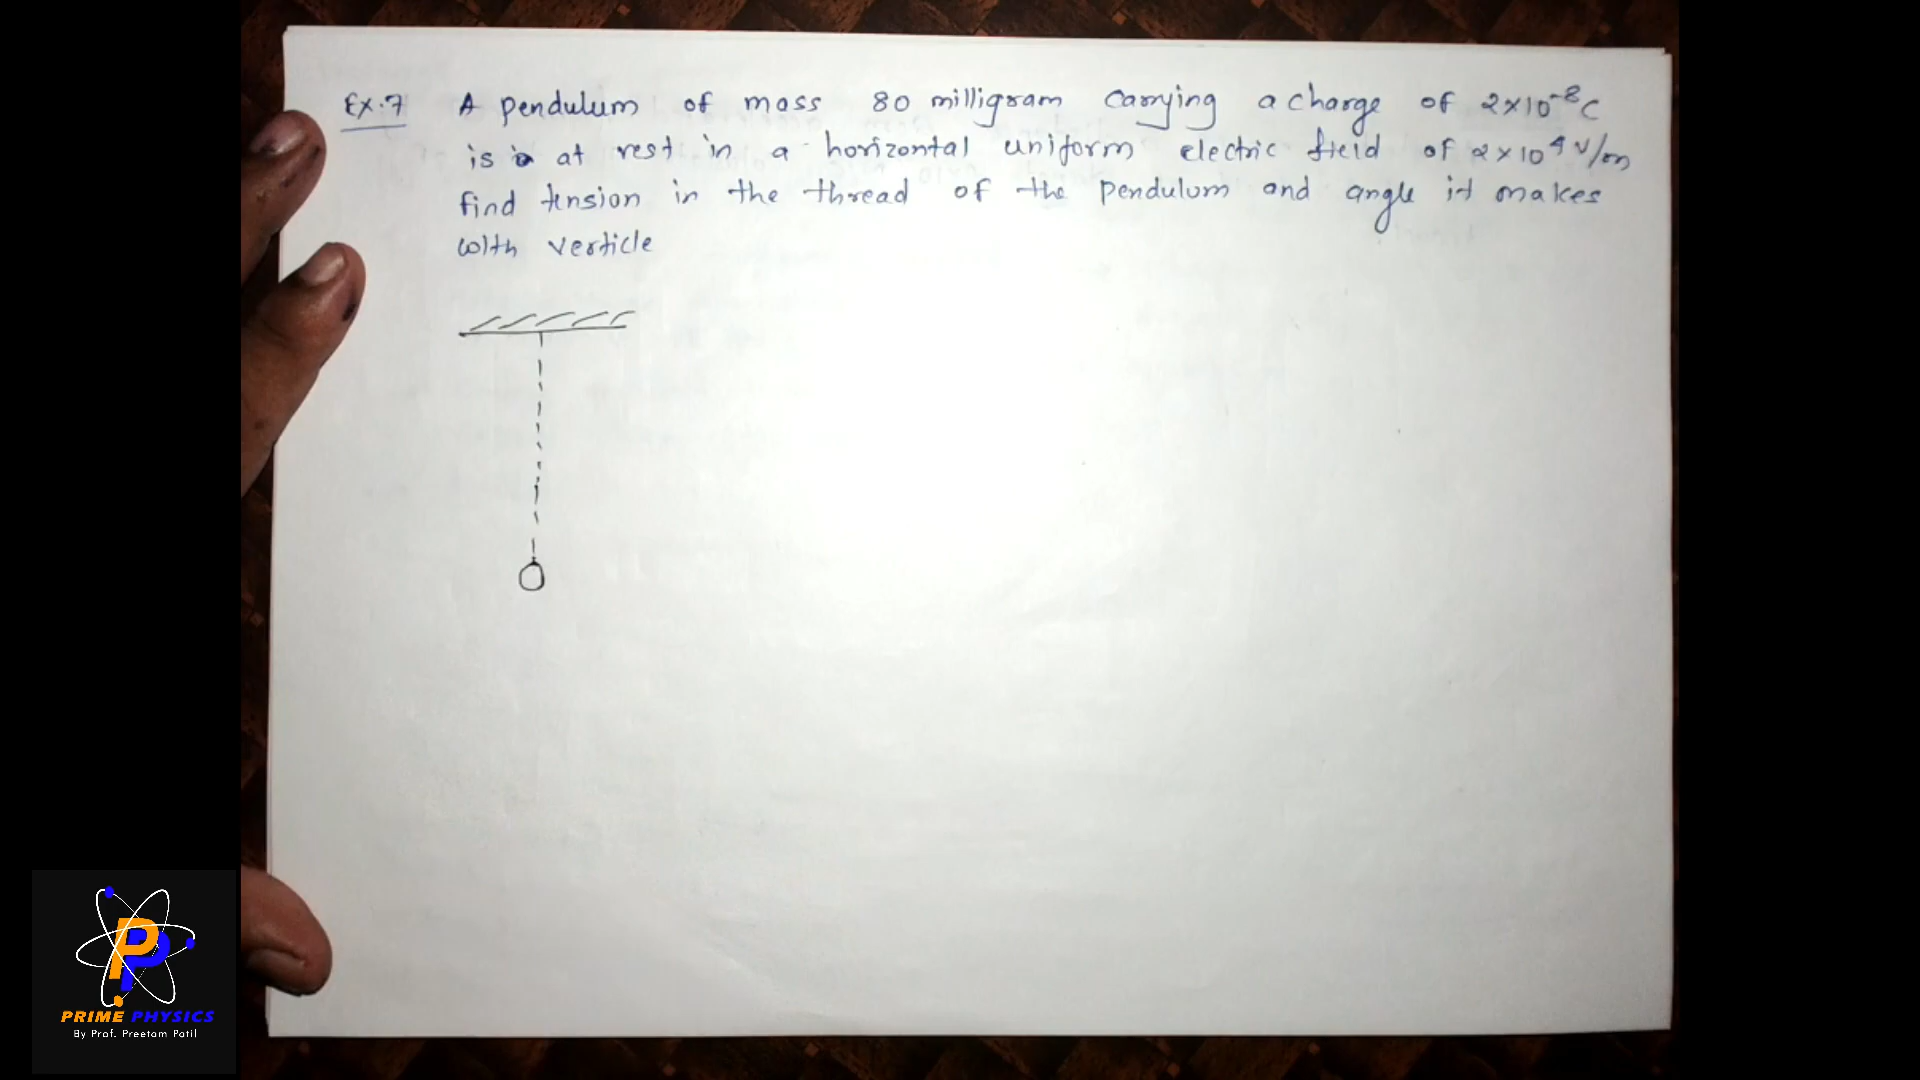 Ex.7 A pendulum of mass 80 milligram carrying a charge of 2×10⁻⁸C
is at rest in a horizontal uniform electric field of 2×10⁴ V/m
find tension in the thread of the pendulum and angle it makes
with verticle
PRIME PHYSICS
By Prof. Preetam Patil